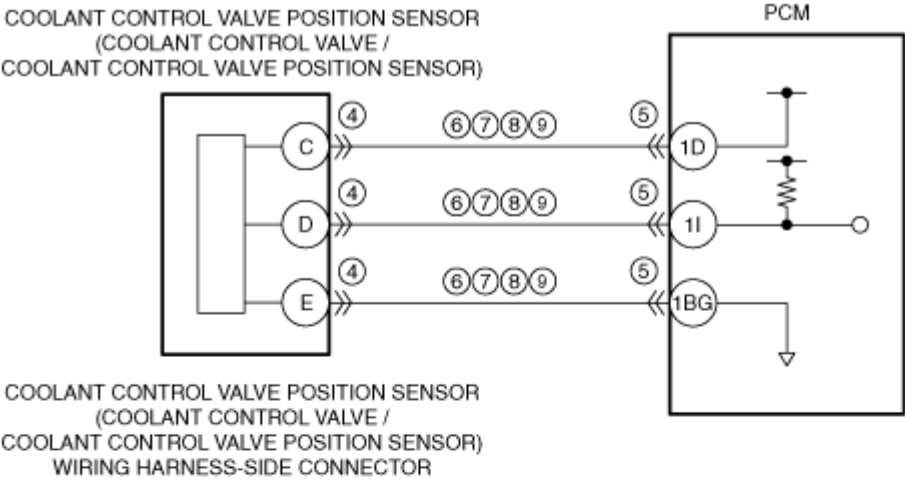 COOLANT CONTROL VALVE POSITION SENSOR
(COOLANT CONTROL VALVE /
COOLANT CONTROL VALVE POSITION SENSOR)
PCM
④ ⑥⑦⑧⑨ ⑤
C 1D
④ ⑥⑦⑧⑨ ⑤
D 1I
④ ⑥⑦⑧⑨ ⑤
E 1BG
COOLANT CONTROL VALVE POSITION SENSOR
(COOLANT CONTROL VALVE /
COOLANT CONTROL VALVE POSITION SENSOR)
WIRING HARNESS-SIDE CONNECTOR